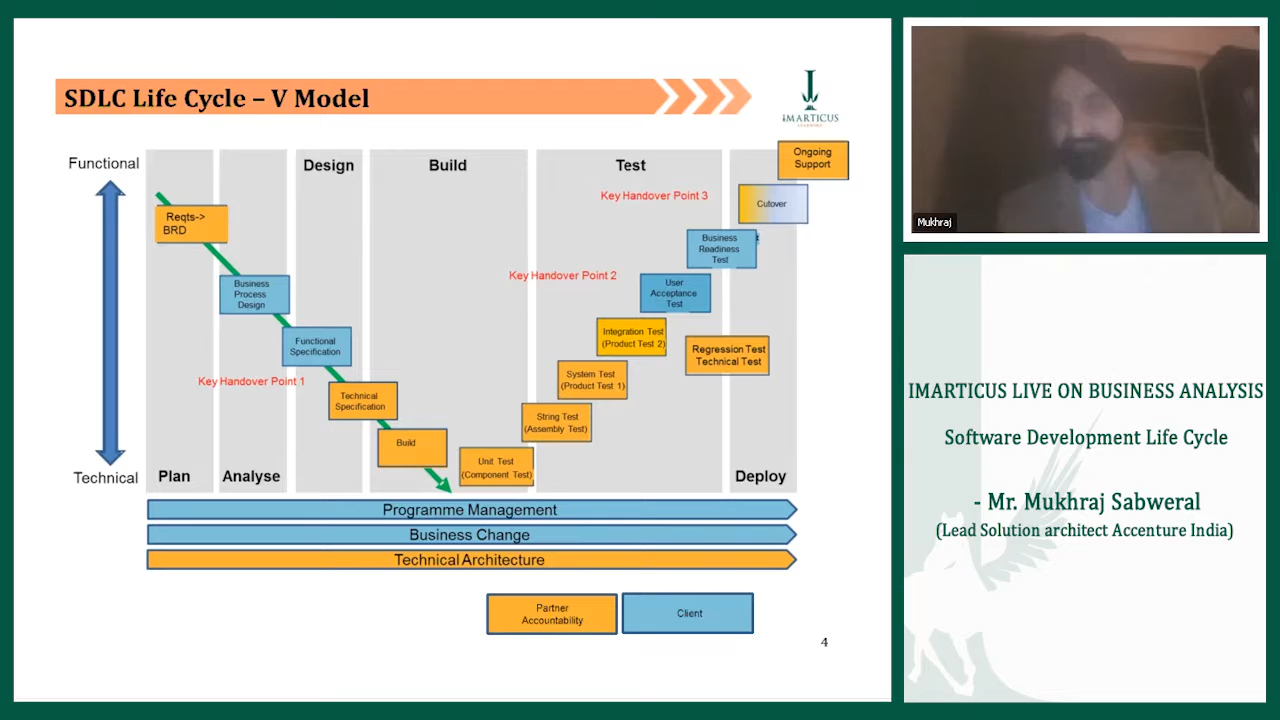 SDLC Life Cycle – V Model
iMARTICUS
LEARNING
Functional
Technical
Design
Build
Test
Plan
Analyse
Deploy
Reqts->
BRD
Business
Process
Design
Functional
Specification
Key Handover Point 1
Technical
Specification
Build
Unit Test
(Component Test)
String Test
(Assembly Test)
System Test
(Product Test 1)
Integration Test
(Product Test 2)
Key Handover Point 2
User
Acceptance
Test
Regression Test
Technical Test
Business
Readiness
Test
Key Handover Point 3
Cutover
Ongoing
Support
Programme Management
Business Change
Technical Architecture
Partner
Accountability
Client
4
Mukhraj
IMARTICUS LIVE ON BUSINESS ANALYSIS
Software Development Life Cycle
- Mr. Mukhraj Sabweral
(Lead Solution architect Accenture India)